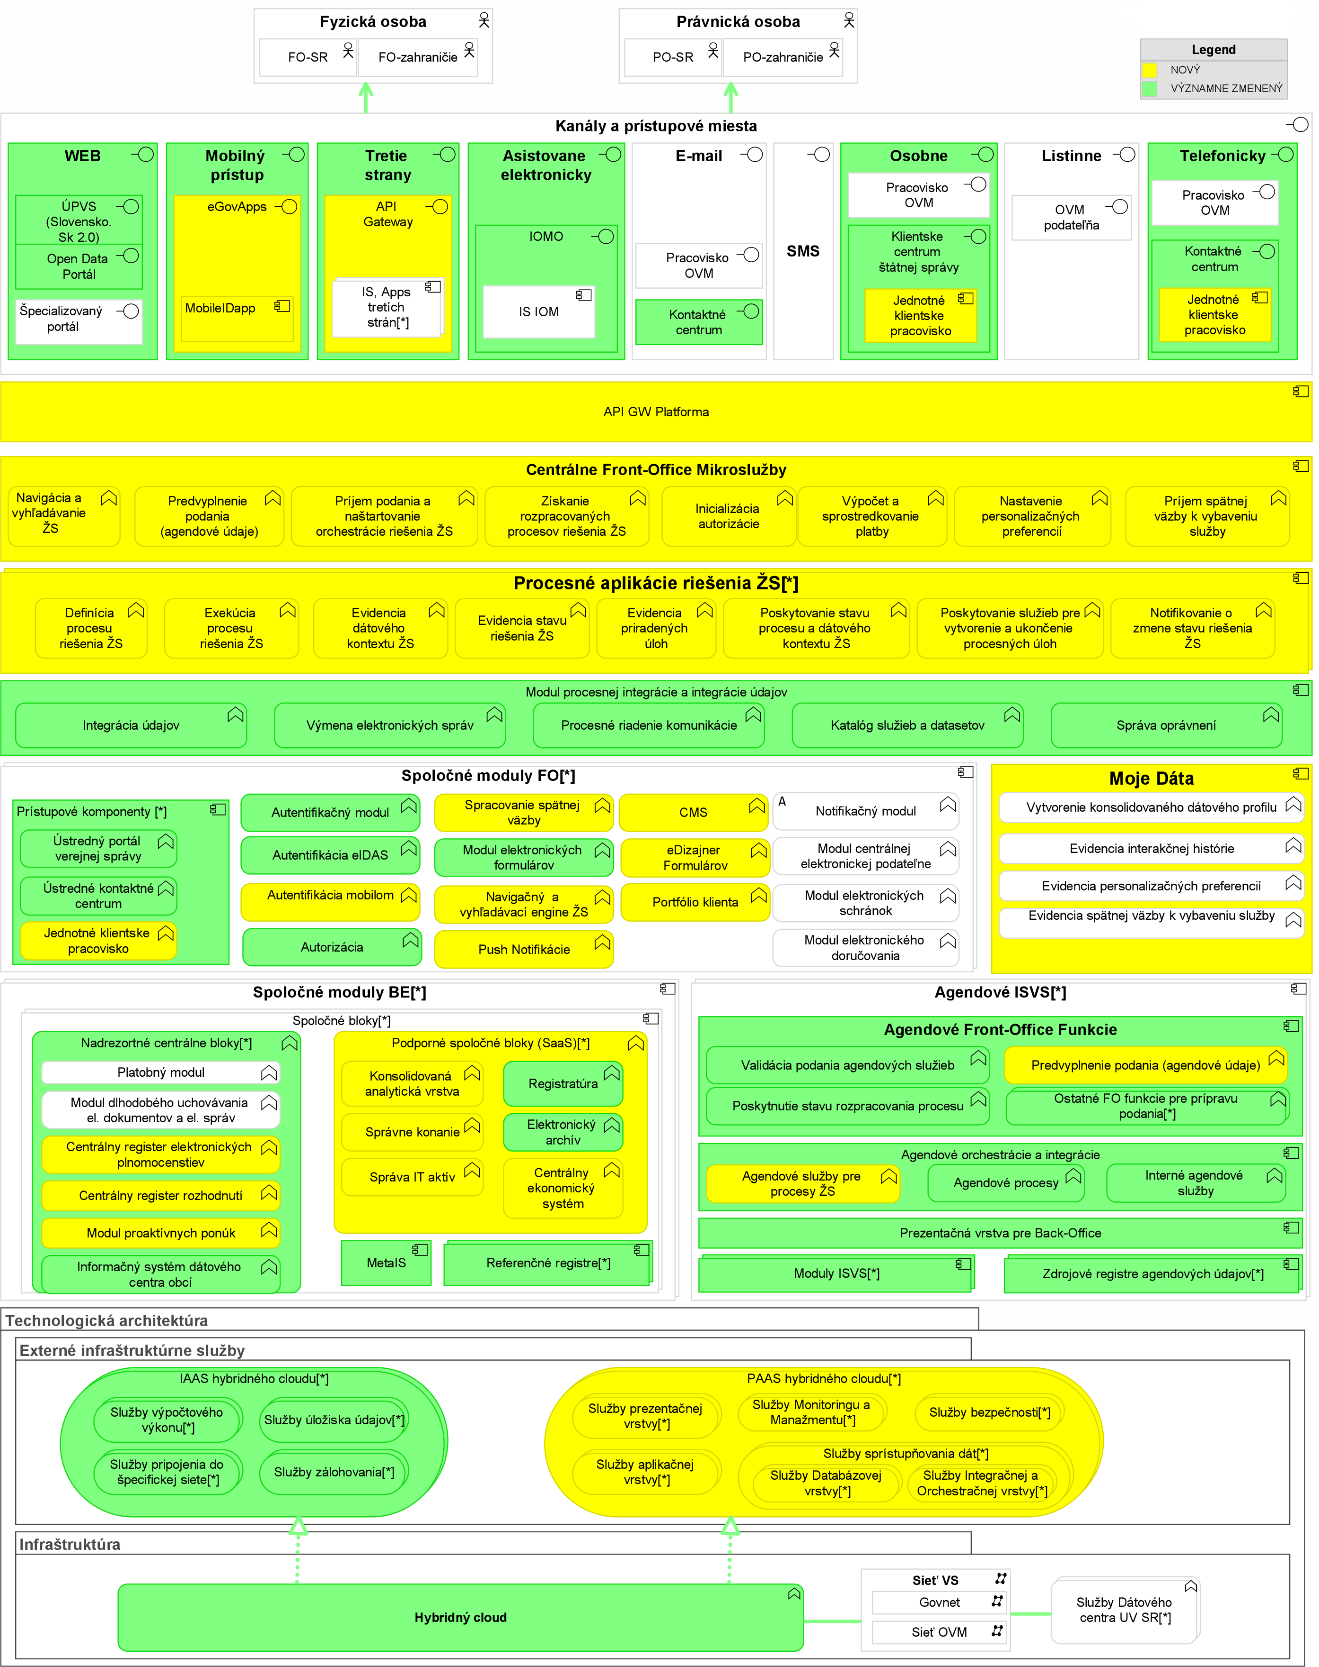 Fyzická osoba
FO-SR
FO-zahraničie
Právnická osoba
PO-SR
PO-zahraničie
Legend
NOVÝ
VÝZNAMNE ZMENENÝ
Kanály a prístupové miesta
WEB
ÚPVS
(Slovensko.
Sk 2.0)
Open Data
Portál
Špecializovaný
portál
Mobilný
prístup
eGovApps
MobileIDapp
Tretie
strany
API
Gateway
IS, Apps
tretích
strán[*]
Asistovane
elektronicky
IOMO
IS IOM
E-mail
Pracovisko
OVM
Kontaktné
centrum
SMS
Osobne
Pracovisko
OVM
Klientske
centrum
štátnej správy
Jednotné
klientske
pracovisko
Listinne
OVM
podateľňa
Telefonicky
Pracovisko
OVM
Kontaktné
centrum
Jednotné
klientske
pracovisko
API GW Platforma
Centrálne Front-Office Mikroslužby
Navigácia a
vyhľadávanie
ŽS
Predvyplnenie
podania
(agendové údaje)
Príjem podania a
naštartovanie
orchestrácie riešenia ŽS
Získanie
rozpracovaných
procesov riešenia ŽS
Inicializácia
autorizácie
Výpočet a
sprostredkovanie
platby
Nastavenie
personalizačných
preferencií
Príjem spätnej
väzby k vybaveniu
služby
Procesné aplikácie riešenia ŽS[*]
Definícia
procesu
riešenia ŽS
Exekúcia
procesu
riešenia ŽS
Evidencia
dátového
kontextu ŽS
Evidencia stavu
riešenia ŽS
Evidencia
priradených
úloh
Poskytovanie stavu
procesu a dátového
kontextu ŽS
Poskytovanie služieb pre
vytvorenie a ukončenie
procesných úloh
Notifikovanie o
zmene stavu riešenia
ŽS
Modul procesnej integrácie a integrácie údajov
Integrácia údajov
Výmena elektronických správ
Procesné riadenie komunikácie
Katalóg služieb a datasetov
Správa oprávnení
Spoločné moduly FO[*]
Prístupové komponenty [*]
Ústredný portál
verejnej správy
Ústredné kontaktné
centrum
Jednotné klientske
pracovisko
Autentifikačný modul
Autentifikácia eIDAS
Autentifikácia mobilom
Autorizácia
Spracovanie spätnej
väzby
Modul elektronických
formulárov
Navigačný a
vyhľadávací engine ŽS
Push Notifikácie
CMS
eDizajner
Formulárov
Portfólio klienta
A
Notifikačný modul
Modul centrálnej
elektronickej podateľne
Modul elektronických
schránok
Modul elektronického
doručovania
Moje Dáta
Vytvorenie konsolidovaného dátového profilu
Evidencia interakčnej histórie
Evidencia personalizačných preferencií
Evidencia spätnej väzby k vybaveniu služby
Spoločné moduly BE[*]
Spoločné bloky[*]
Nadrezortné centrálne bloky[*]
Platobný modul
Modul dlhodobého uchovávania
el. dokumentov a el. správ
Centrálny register elektronických
plnomocenstiev
Centrálny register rozhodnutí
Modul proaktívnych ponúk
Informačný systém dátového
centra obcí
Podporné spoločné bloky (SaaS)[*]
Konsolidovaná
analytická vrstva
Registratúra
Správne konanie
Elektronický
archív
Správa IT aktív
Centrálny
ekonomický
systém
MetaIS
Referenčné registre[*]
Agendové ISVS[*]
Agendové Front-Office Funkcie
Validácia podania agendových služieb
Predvyplnenie podania (agendové údaje)
Poskytnutie stavu rozpracovania procesu
Ostatné FO funkcie pre prípravu
podania[*]
Agendové orchestrácie a integrácie
Agendové služby pre
procesy ŽS
Agendové procesy
Interné agendové
služby
Prezentačná vrstva pre Back-Office
Moduly ISVS[*]
Zdrojové registre agendových údajov[*]
Technologická architektúra
Externé infraštruktúrne služby
IAAS hybridného cloudu[*]
Služby výpočtového
výkonu[*]
Služby úložiska údajov[*]
Služby pripojenia do
špecifickej siete[*]
Služby zálohovania[*]
PAAS hybridného cloudu[*]
Služby prezentačnej
vrstvy[*]
Služby Monitoringu a
Manažmentu[*]
Služby bezpečnosti[*]
Služby aplikačnej
vrstvy[*]
Služby sprístupňovania dát[*]
Služby Databázovej
vrstvy[*]
Služby Integračnej a
Orchestračnej vrstvy[*]
Infraštruktúra
Hybridný cloud
Sieť VS
Govnet
Sieť OVM
Služby Dátového
centra UV SR[*]